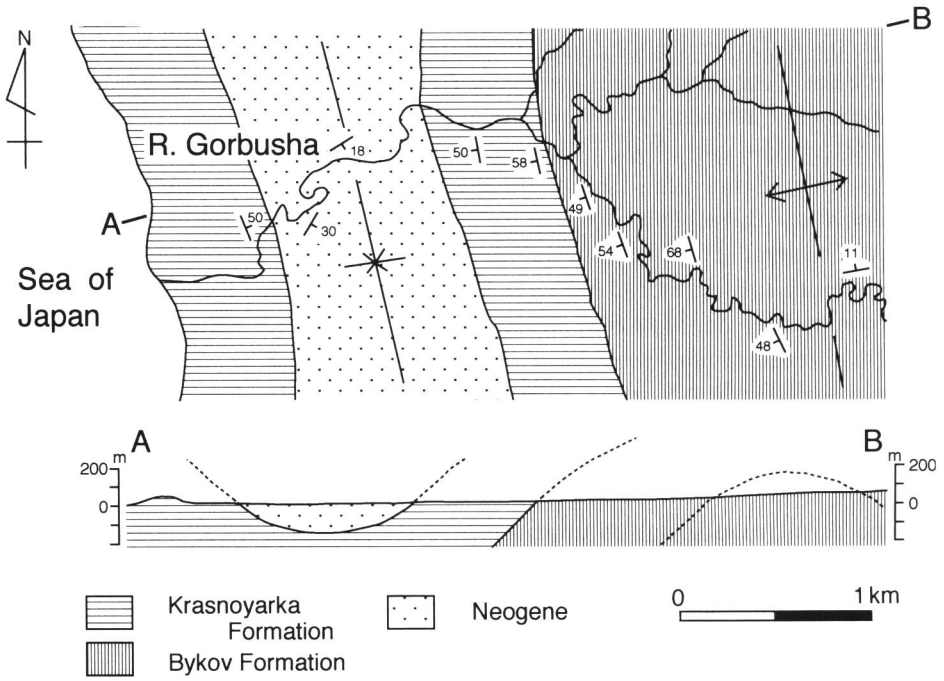 B
N
R. Gorbusha
18
50
58
50
30
A
49
54
68
11
48
Sea of
Japan
A
B
m
m
200
200
0
0
Krasnoyarka
Formation
Neogene
0
1 km
Bykov Formation